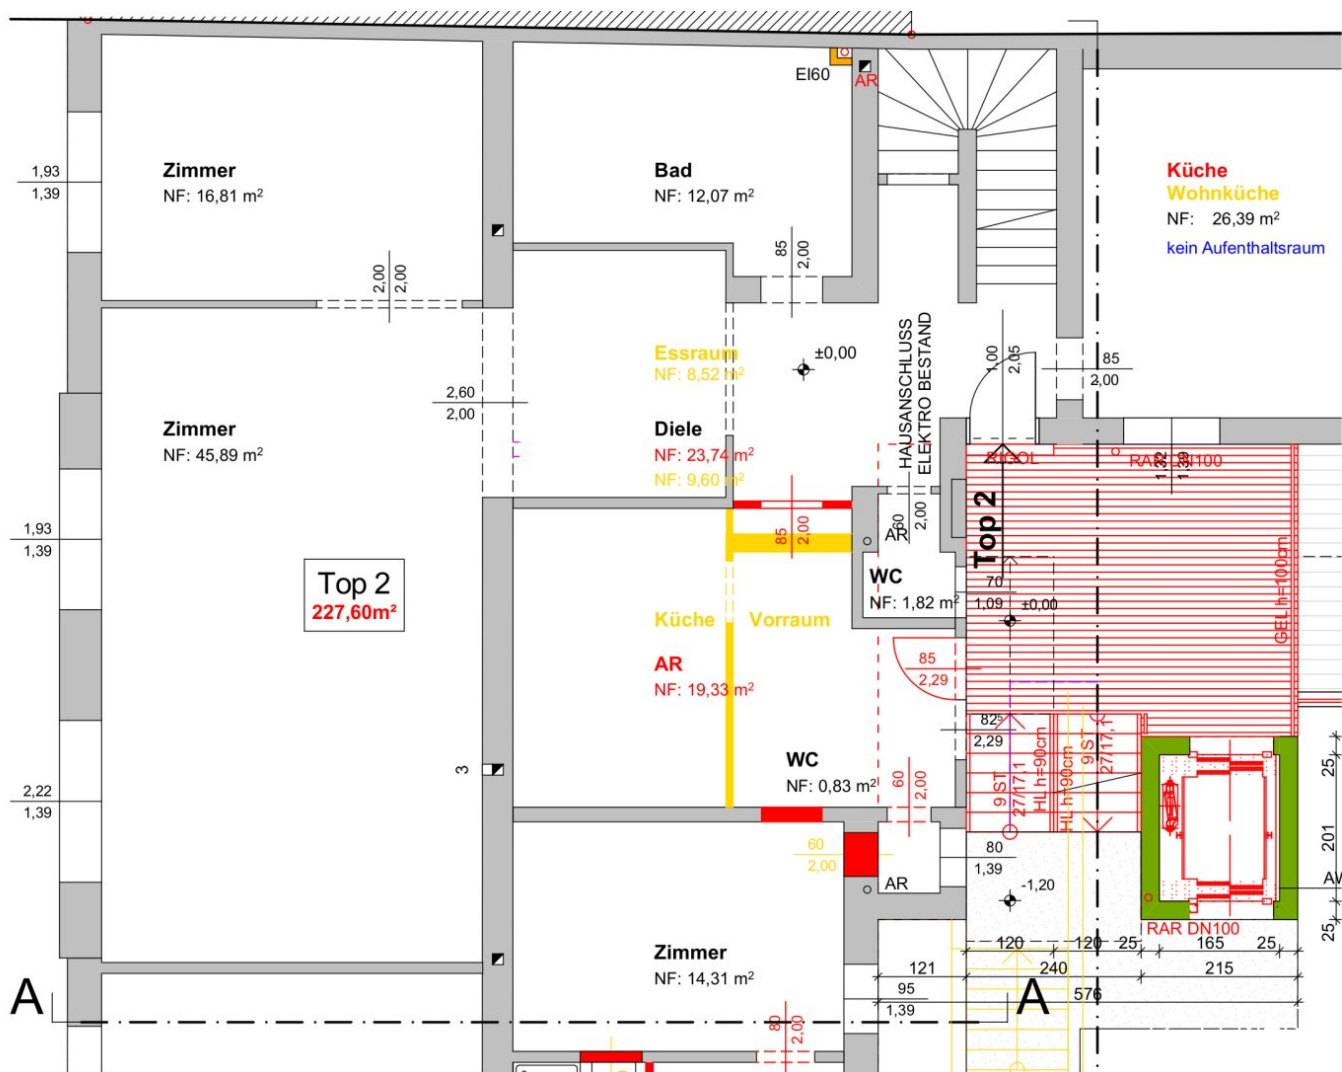 EI60
AR
Zimmer
NF: 16,81 m²
Bad
NF: 12,07 m²
Küche
Wohnküche
NF: 26,39 m²
kein Aufenthaltsraum
1,93
1,39
2,00
2,00
85
2,00
HAUSANSCHLUSS
ELEKTRO BESTAND
±0,00
1,00
2,05
85
2,00
Essraum
NF: 8,52 m²
2,60
2,00
Zimmer
NF: 45,89 m²
Diele
NF: 23,74 m²
NF: 9,60 m²
RIGOL
RAR DN100
1,32
1,39
1,93
1,39
85
2,00
60
2,00
AR
Top 2
GEL h=100cm
Top 2
227,60m²
WC
NF: 1,82 m²
70
1,09
±0,00
Küche
Vorraum
AR
NF: 19,33 m²
85
2,29
82⁵
2,29
9 ST
27/17,1
HL h=90cm
HL h=90cm
9 ST
27/17,1
3
WC
NF: 0,83 m²
60
2,00
2,22
1,39
25
201
25
60
2,00
80
1,39
AR
-1,20
AW
RAR DN100
Zimmer
NF: 14,31 m²
120
120
25
165
25
121
240
215
576
95
1,39
80
2,00
A
A